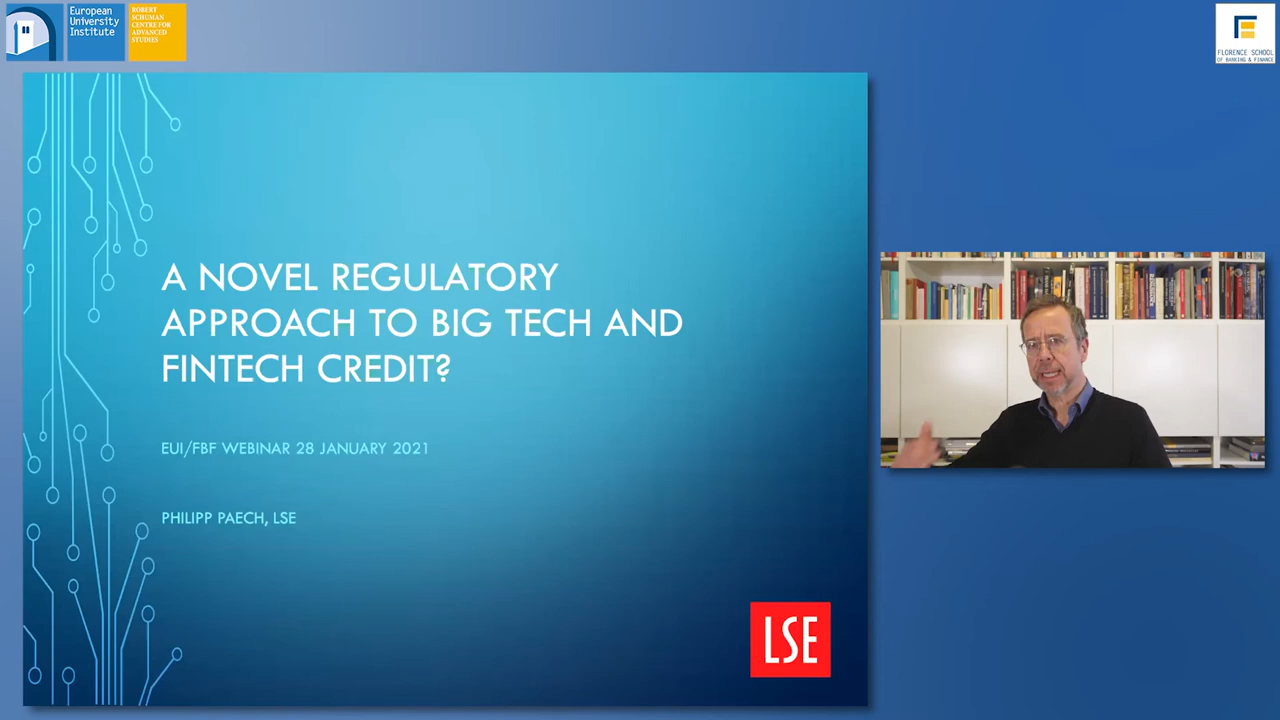 European
University
Institute
ROBERT
SCHUMAN
CENTRE FOR
ADVANCED
STUDIES
FLORENCE SCHOOL
OF BANKING & FINANCE
A NOVEL REGULATORY
APPROACH TO BIG TECH AND
FINTECH CREDIT?
EUI/FBF WEBINAR 28 JANUARY 2021
PHILIPP PAECH, LSE
LSE